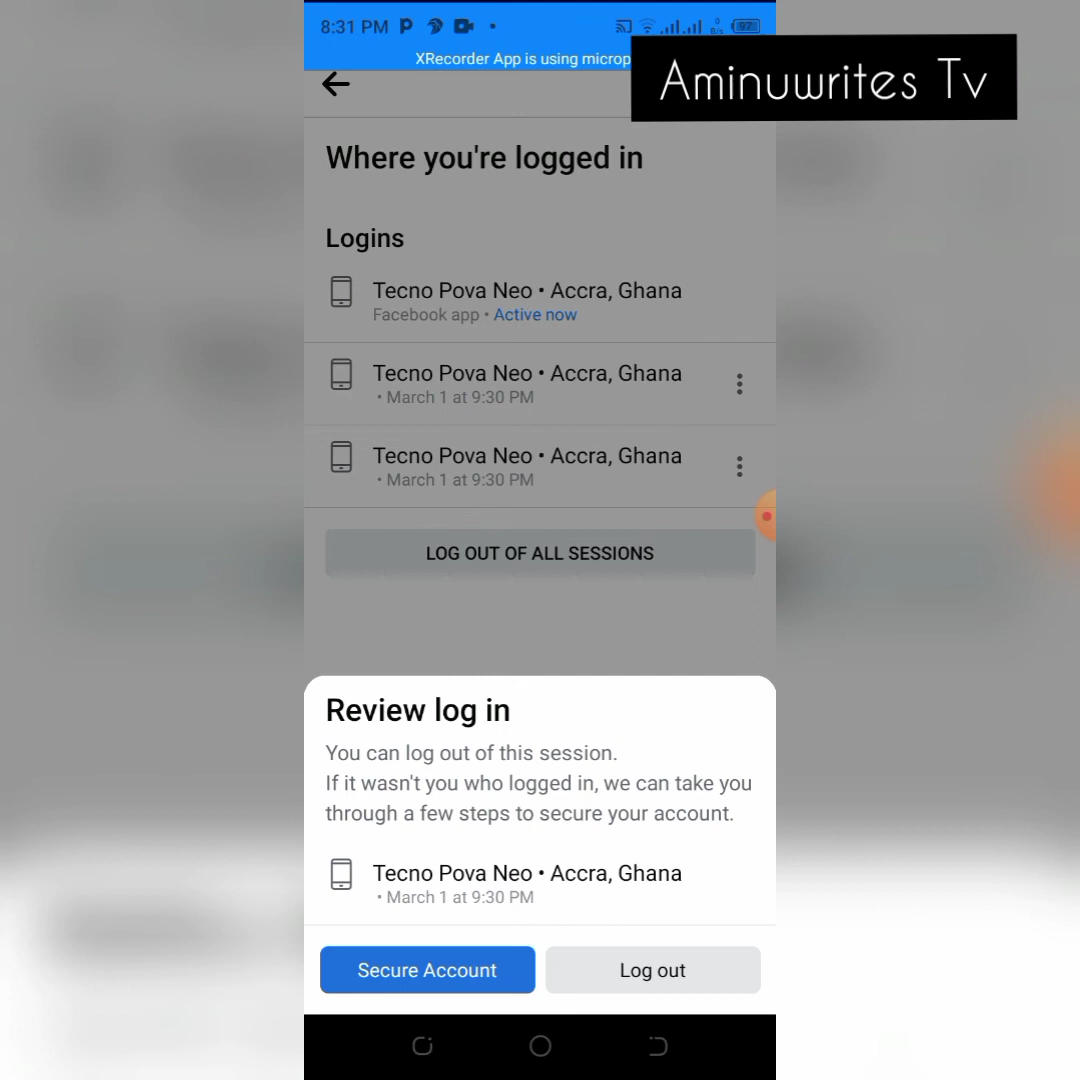 8:31 PM
XRecorder App is using microp
Aminuwrites Tv
Where you're logged in
Logins
Tecno Pova Neo • Accra, Ghana
Facebook app • Active now
Tecno Pova Neo • Accra, Ghana
• March 1 at 9:30 PM
Tecno Pova Neo • Accra, Ghana
• March 1 at 9:30 PM
LOG OUT OF ALL SESSIONS
Review log in
You can log out of this session.
If it wasn't you who logged in, we can take you
through a few steps to secure your account.
Tecno Pova Neo • Accra, Ghana
• March 1 at 9:30 PM
Secure Account
Log out